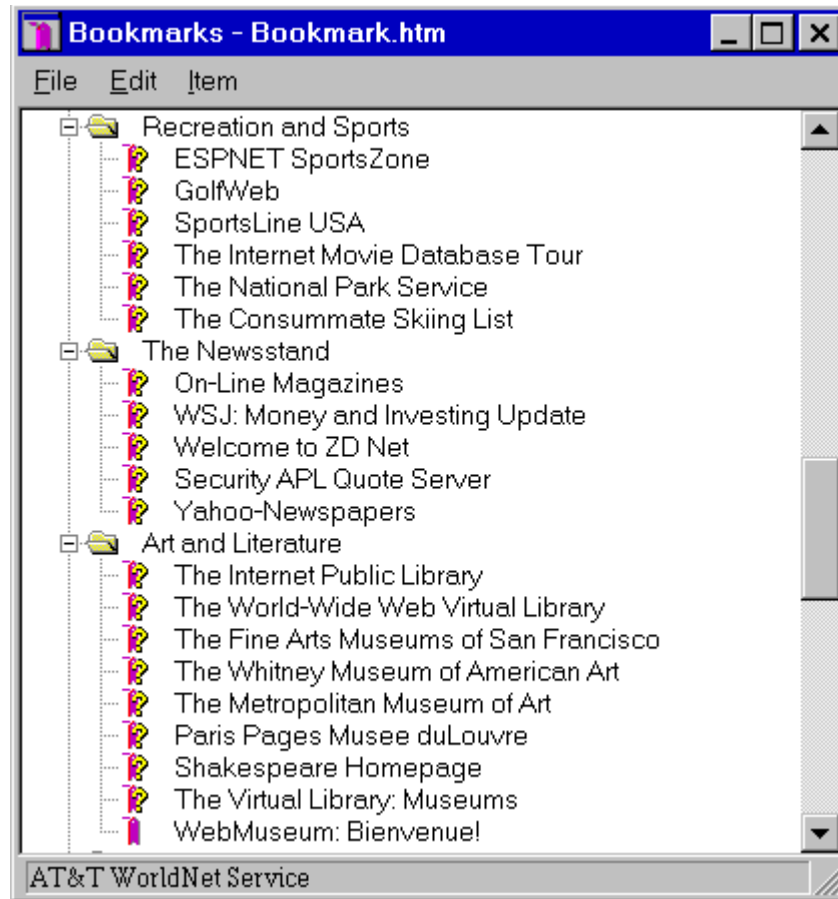 Bookmarks - Bookmark.htm
File Edit Item
Recreation and Sports
ESPNET SportsZone
GolfWeb
SportsLine USA
The Internet Movie Database Tour
The National Park Service
The Consummate Skiing List
The Newsstand
On-Line Magazines
WSJ: Money and Investing Update
Welcome to ZD Net
Security APL Quote Server
Yahoo-Newspapers
Art and Literature
The Internet Public Library
The World-Wide Web Virtual Library
The Fine Arts Museums of San Francisco
The Whitney Museum of American Art
The Metropolitan Museum of Art
Paris Pages Musee duLouvre
Shakespeare Homepage
The Virtual Library: Museums
WebMuseum: Bienvenue!
AT&T WorldNet Service